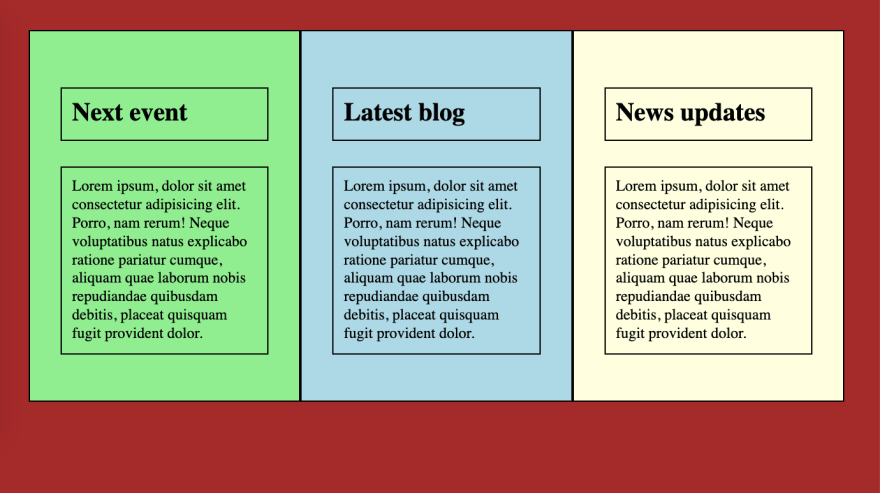 Next event
Lorem ipsum, dolor sit amet
consectetur adipisicing elit.
Porro, nam rerum! Neque
voluptatibus natus explicabo
ratione pariatur cumque,
aliquam quae laborum nobis
repudiandae quibusdam
debitis, placeat quisquam
fugit provident dolor.
Latest blog
Lorem ipsum, dolor sit amet
consectetur adipisicing elit.
Porro, nam rerum! Neque
voluptatibus natus explicabo
ratione pariatur cumque,
aliquam quae laborum nobis
repudiandae quibusdam
debitis, placeat quisquam
fugit provident dolor.
News updates
Lorem ipsum, dolor sit amet
consectetur adipisicing elit.
Porro, nam rerum! Neque
voluptatibus natus explicabo
ratione pariatur cumque,
aliquam quae laborum nobis
repudiandae quibusdam
debitis, placeat quisquam
fugit provident dolor.